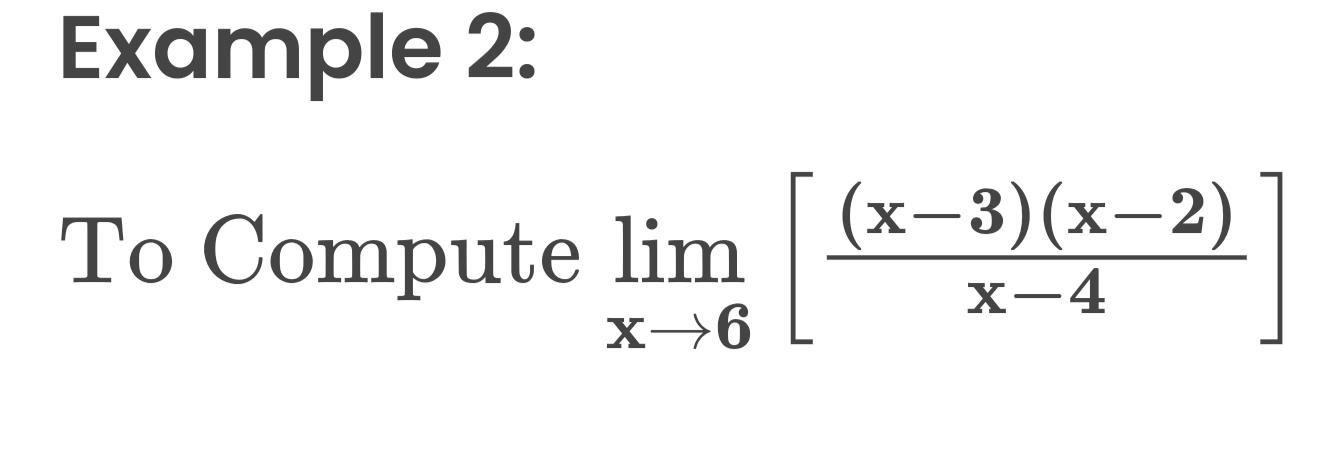 Example 2:
To Compute lim x→6 [ (x−3)(x−2) / x−4 ]